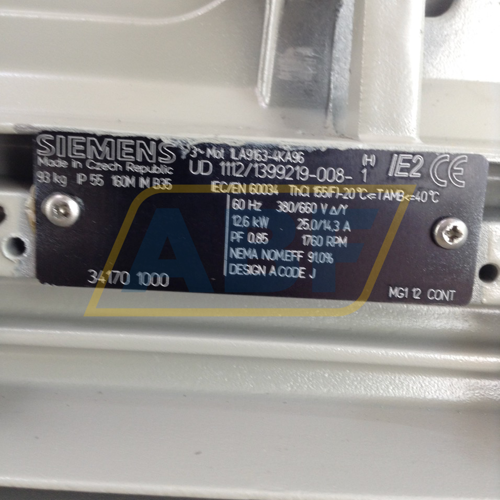 SIEMENS 3~Mot 1LA9163-4KA96
Made in Czech Republic UD 1112/1399219-008-1 (H) IE2 CE
93 kg IP 55 160M IM B35 IEC/EN 60034 ThCl. 155(F) -20°C<=TAMB<=40°C
60 Hz 380/660 V Δ/Y
12,6 kW 25,0/14,3 A
PF 0,85 1760 RPM
NEMA NOM.EFF 91,0%
DESIGN A CODE J
34170 1000
MG1 12 CONT
ABF